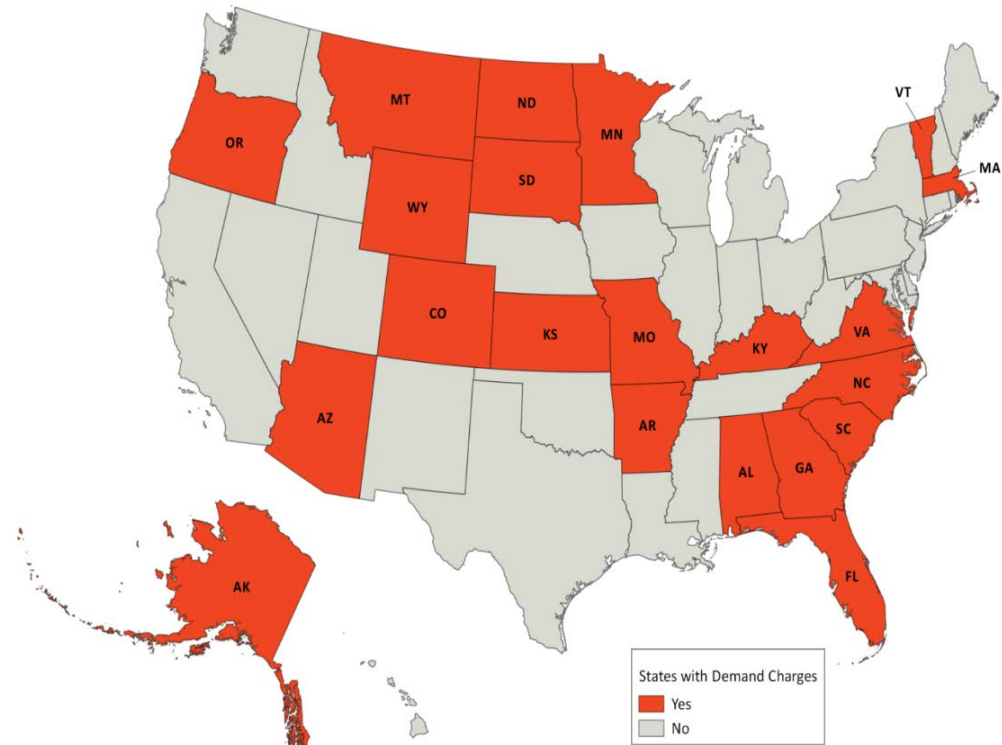 VT
MT
ND
MN
OR
MA
SD
WY
CO
KS
MO
KY
VA
NC
AZ
AR
SC
AL
GA
FL
AK
States with Demand Charges
Yes
No